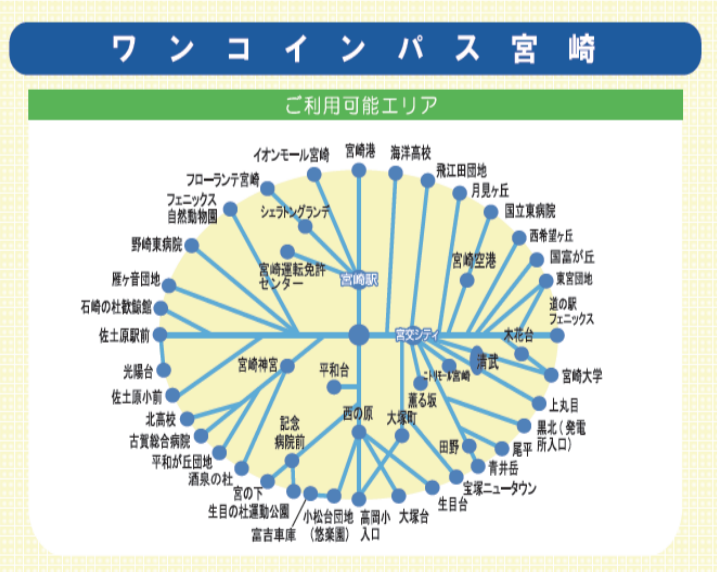 ワンコインパス宮崎
ご利用可能エリア
宮崎港
イオンモール宮崎
海洋高校
フローランテ宮崎
飛江田団地
フェニックス
自然動物園
シェラトングランデ
月見ヶ丘
国立東病院
野崎東病院
西希望ヶ丘
宮崎運転免許
センター
宮崎駅
宮崎空港
国富が丘
雁ヶ音団地
東宮団地
石崎の杜歓鯨館
道の駅
フェニックス
佐土原駅前
宮交シティ
木花台
光陽台
宮崎神宮
平和台
清武
宮崎大学
佐土原小前
薫る坂
上丸目
北高校
記念
病院前
西の原
大塚町
黒北(発電
所入口)
古賀総合病院
田野
尾平
平和が丘団地
青井岳
酒泉の杜
宝塚ニュータウン
宮の下
生目台
生目の杜運動公園
大塚台
小松台団地
(悠楽園)
高岡小
入口
富吉車庫